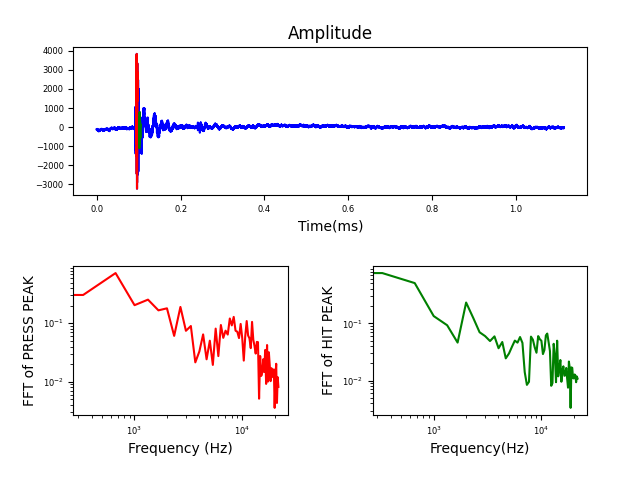 Amplitude
4000
3000
2000
1000
0
−1000
−2000
−3000
0.0 0.2 0.4 0.6 0.8 1.0
Time(ms)
FFT of PRESS PEAK
10⁻¹
10⁻²
10³ 10⁴
Frequency (Hz)
FFT of HIT PEAK
10⁻¹
10⁻²
10³ 10⁴
Frequency(Hz)